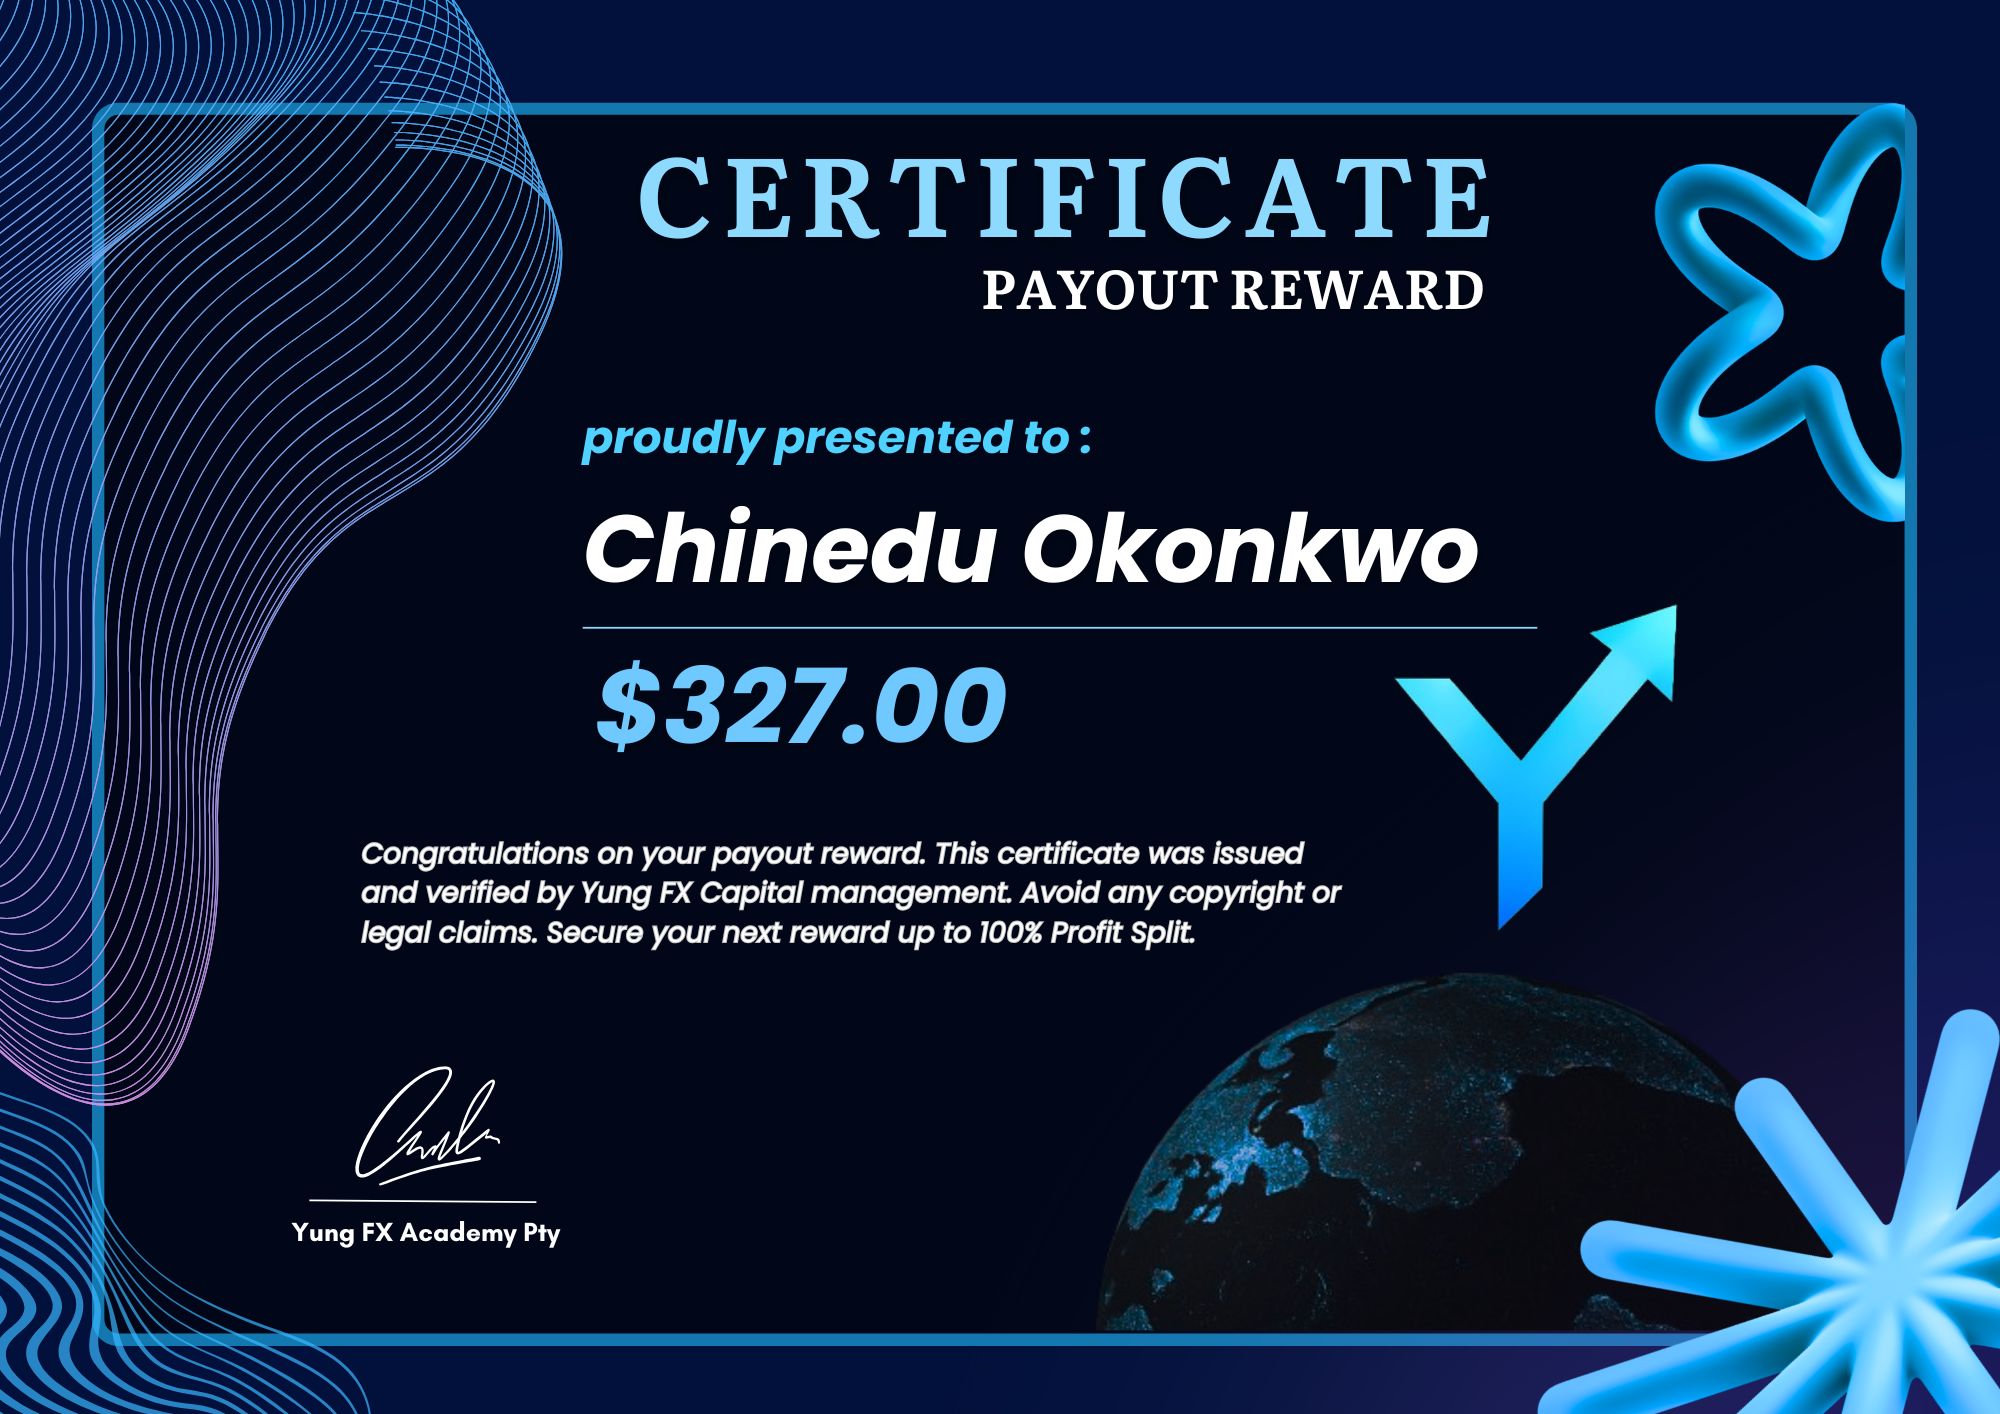 CERTIFICATE
PAYOUT REWARD
proudly presented to :
Chinedu Okonkwo
$327.00
Congratulations on your payout reward. This certificate was issued
and verified by Yung FX Capital management. Avoid any copyright or
legal claims. Secure your next reward up to 100% Profit Split.
Yung FX Academy Pty